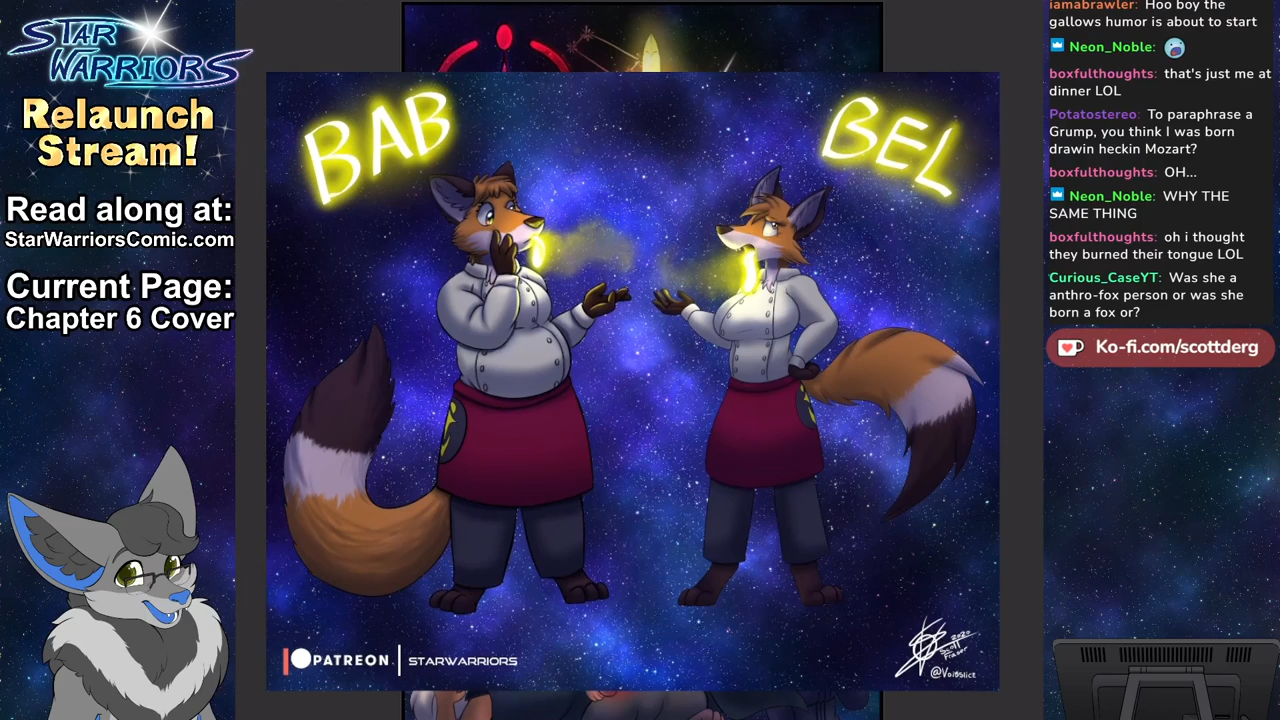 STAR
WARRIORS
Relaunch
Stream!
Read along at:
StarWarriorsComic.com
Current Page:
Chapter 6 Cover
BAB
BEL
PATREON | STARWARRIORS
2020
Scott
Fraser
@Voisslice
iamabrawler: Hoo boy the
gallows humor is about to start
Neon_Noble:
boxfulthoughts: that's just me at
dinner LOL
Potatostereo: To paraphrase a
Grump, you think I was born
drawin heckin Mozart?
boxfulthoughts: OH...
Neon_Noble: WHY THE
SAME THING
boxfulthoughts: oh i thought
they burned their tongue LOL
Curious_CaseYT: Was she a
anthro-fox person or was she
born a fox or?
Ko-fi.com/scottderg